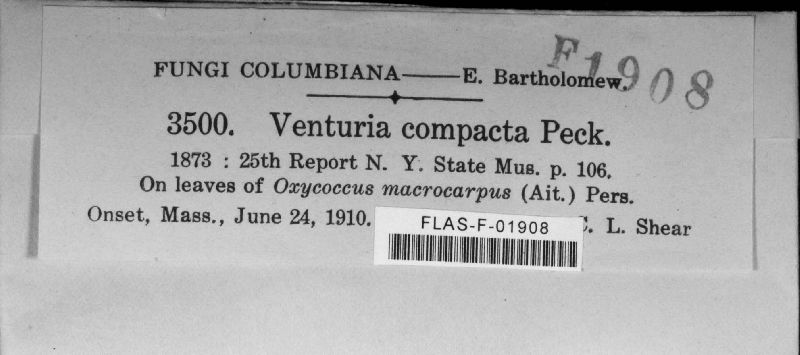 F1908
FUNGI COLUMBIANA——E. Bartholomew.
3500. Venturia compacta Peck.
1873 : 25th Report N. Y. State Mus. p. 106.
On leaves of Oxycoccus macrocarpus (Ait.) Pers.
Onset, Mass., June 24, 1910. L. Shear
FLAS-F-01908